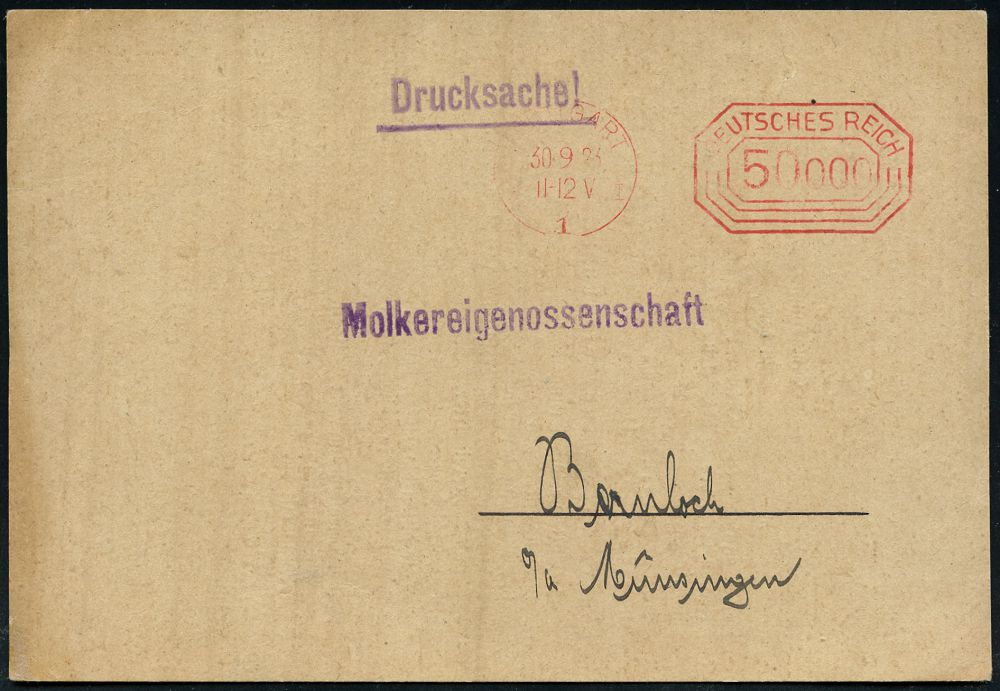 Drucksache!
GART
30.9.23
11-12 V
1
DEUTSCHES REICH
50000
Molkereigenossenschaft
Bernloch
Münsingen